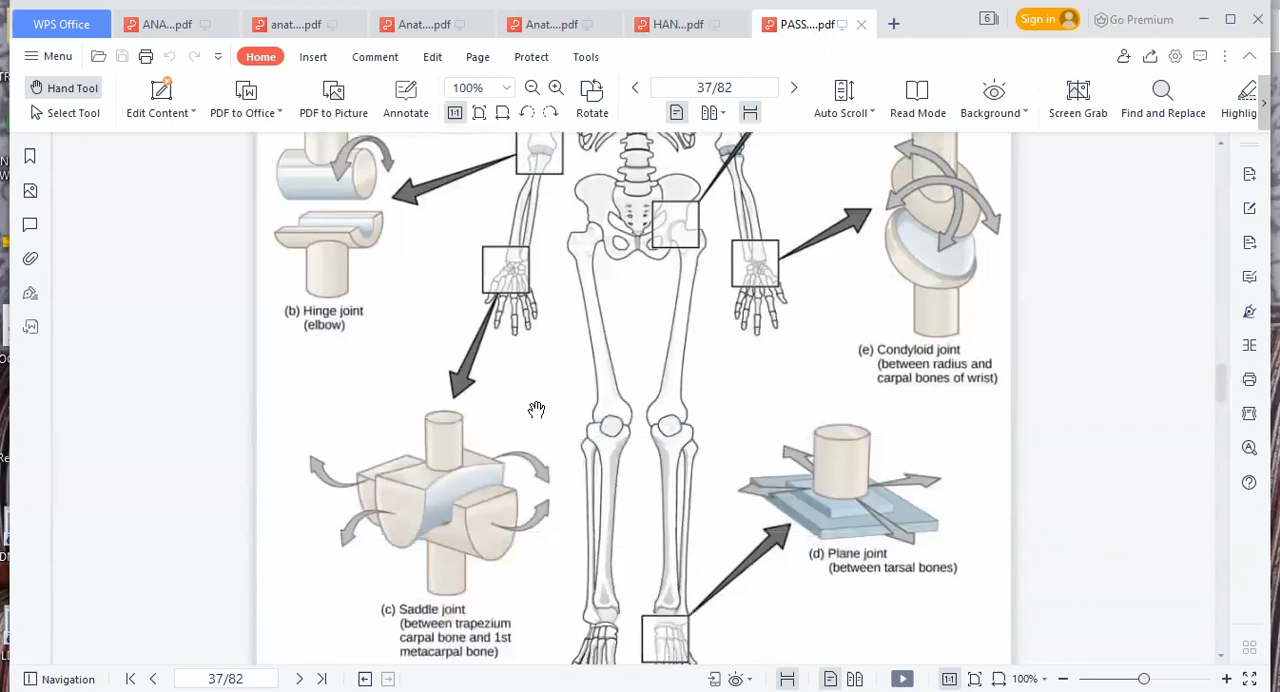 WPS Office
ANA....pdf
anat....pdf
Anat....pdf
Anat....pdf
HAN....pdf
PASS....pdf
6
Sign in
Go Premium
Menu
Home
Insert
Comment
Edit
Page
Protect
Tools
Hand Tool
Select Tool
Edit Content
PDF to Office
PDF to Picture
Annotate
100%
Rotate
37/82
Auto Scroll
Read Mode
Background
Screen Grab
Find and Replace
Highlig
(b) Hinge joint
(elbow)
(e) Condyloid joint
(between radius and
carpal bones of wrist)
(d) Plane joint
(between tarsal bones)
(c) Saddle joint
(between trapezium
carpal bone and 1st
metacarpal bone)
Navigation
37/82
100%